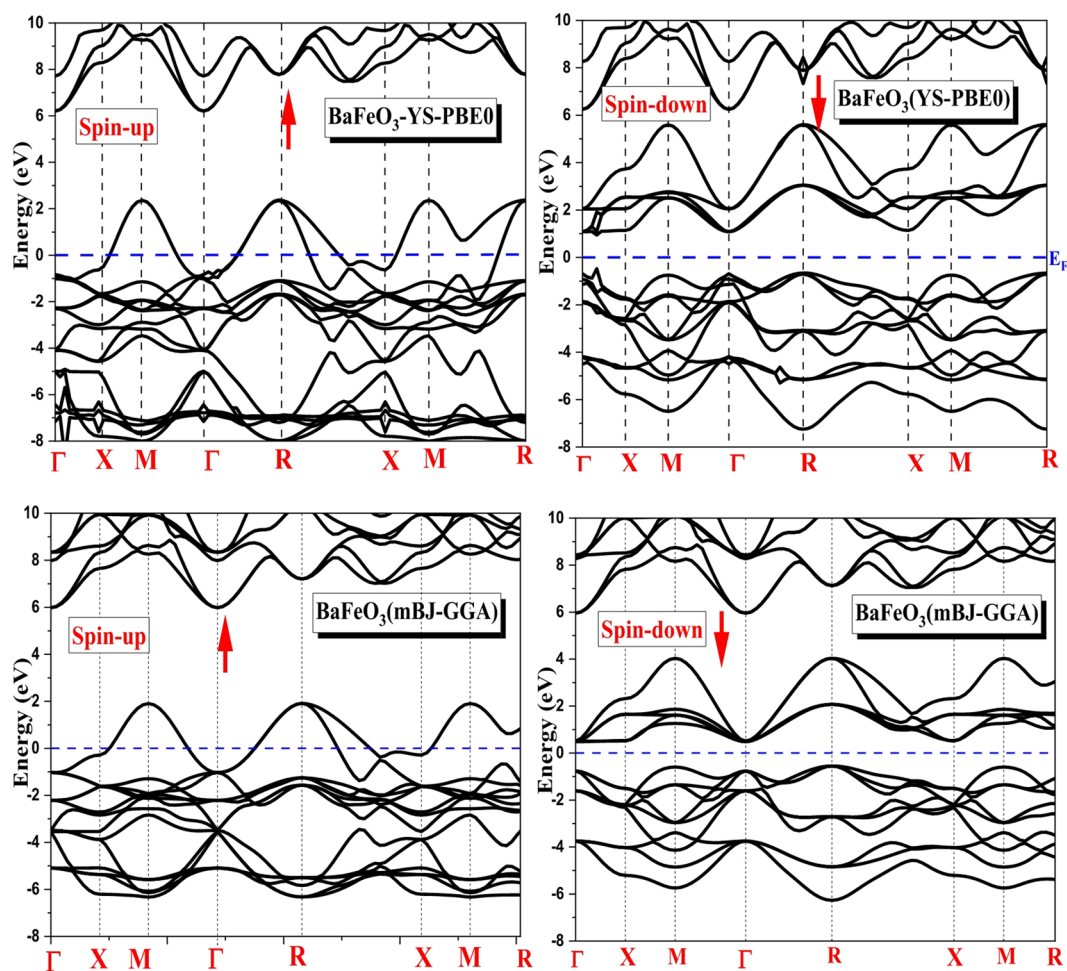 10
8
6
4
2
0
-2
-4
-6
-8
Energy (eV)
Spin-up
BaFeO3-YS-PBE0
Γ X M Γ R X M R
10
8
6
4
2
0
-2
-4
-6
-8
Energy (eV)
Spin-down
BaFeO3(YS-PBE0)
EF
Γ X M Γ R X M R
10
8
6
4
2
0
-2
-4
-6
-8
Energy (eV)
Spin-up
BaFeO3(mBJ-GGA)
Γ X M Γ R X M R
10
8
6
4
2
0
-2
-4
-6
-8
Energy (eV)
Spin-down
BaFeO3(mBJ-GGA)
Γ X M Γ R X M R